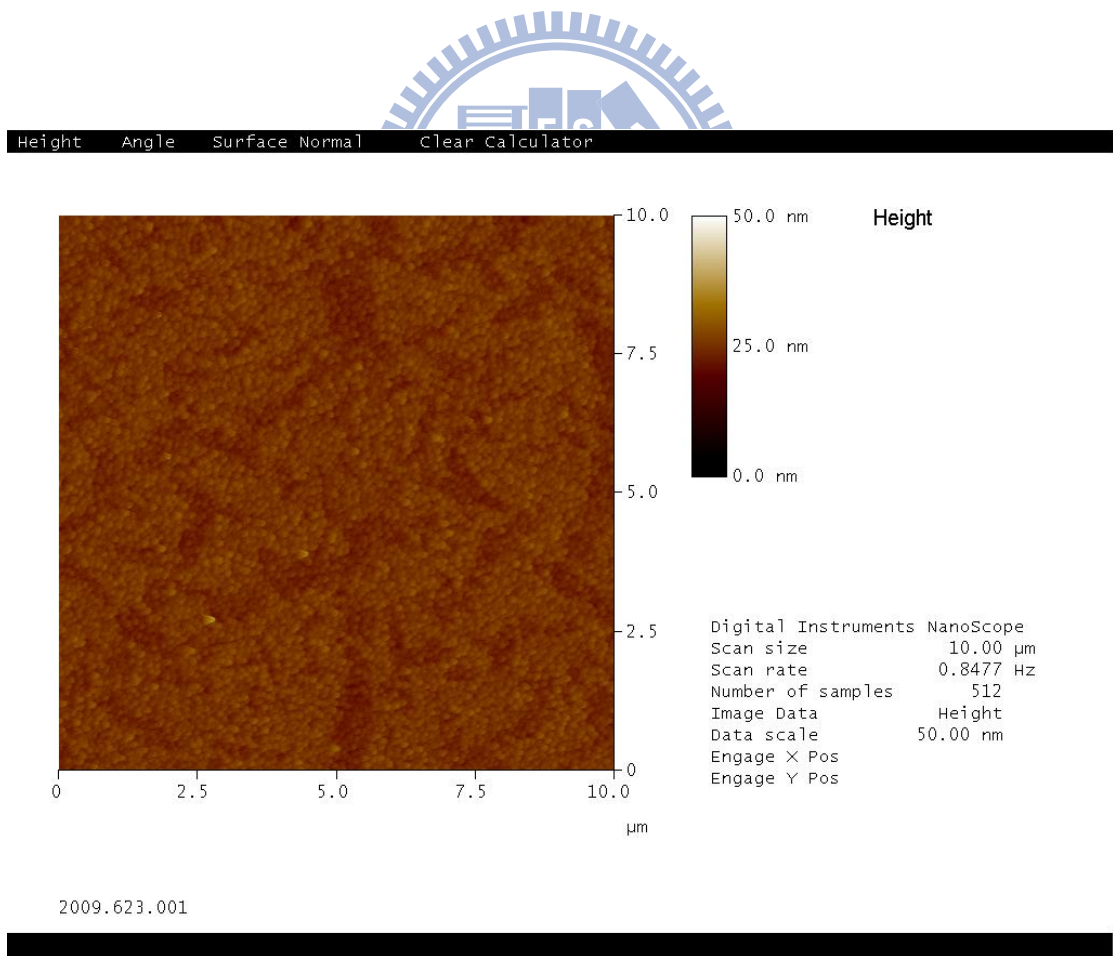 Height Angle Surface Normal Clear Calculator
10.0
7.5
5.0
2.5
0
0 2.5 5.0 7.5 10.0
µm
50.0 nm
25.0 nm
0.0 nm
Height
Digital Instruments NanoScope
Scan size 10.00 µm
Scan rate 0.8477 Hz
Number of samples 512
Image Data Height
Data scale 50.00 nm
Engage X Pos
Engage Y Pos
2009.623.001